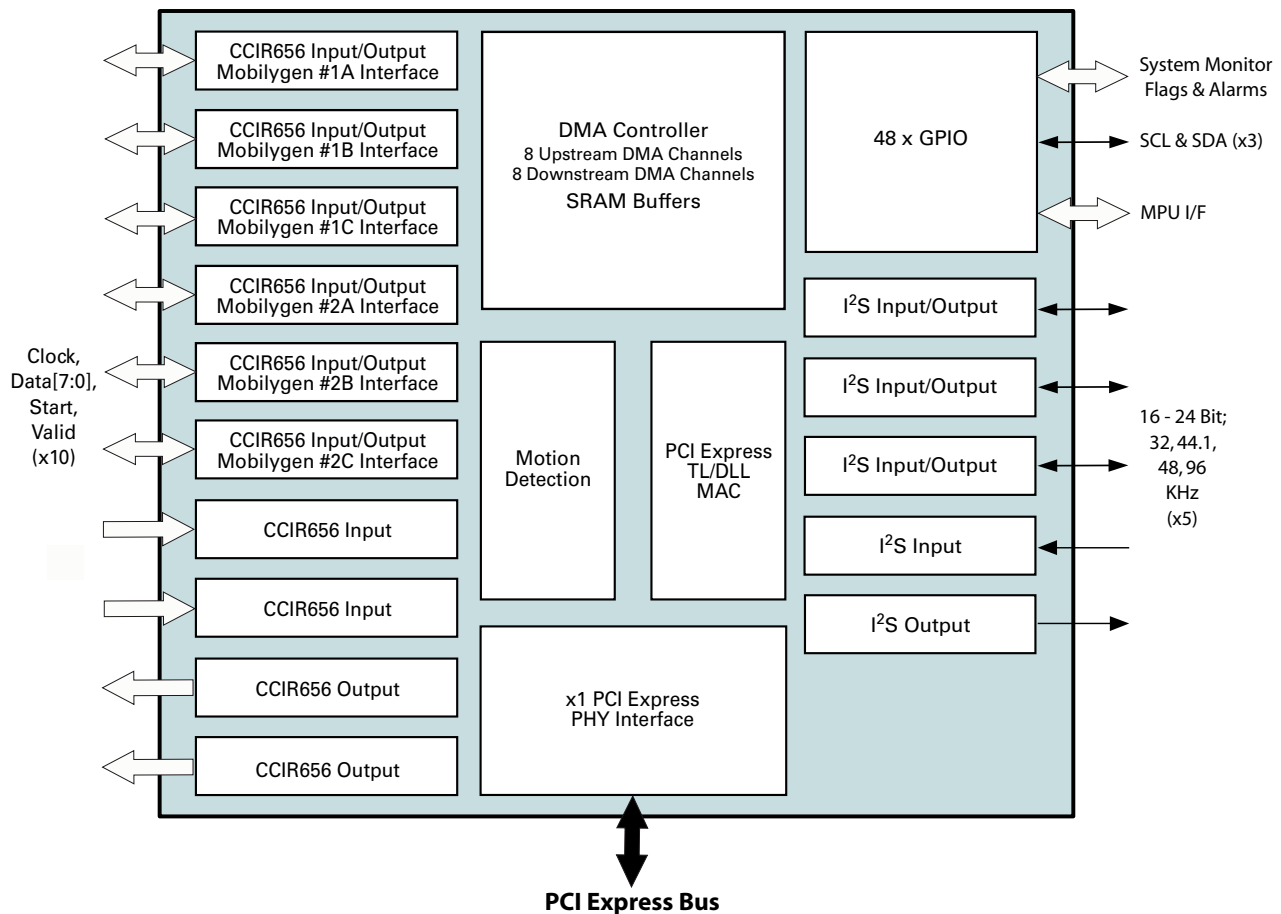 CCIR656 Input/Output
Mobilygen #1A Interface
CCIR656 Input/Output
Mobilygen #1B Interface
CCIR656 Input/Output
Mobilygen #1C Interface
CCIR656 Input/Output
Mobilygen #2A Interface
CCIR656 Input/Output
Mobilygen #2B Interface
CCIR656 Input/Output
Mobilygen #2C Interface
CCIR656 Input
CCIR656 Input
CCIR656 Output
CCIR656 Output
Clock,
Data[7:0],
Start,
Valid
(x10)
DMA Controller
8 Upstream DMA Channels
8 Downstream DMA Channels
SRAM Buffers
Motion
Detection
PCI Express
TL/DLL
MAC
x1 PCI Express
PHY Interface
48 x GPIO
I²S Input/Output
I²S Input/Output
I²S Input/Output
I²S Input
I²S Output
System Monitor
Flags & Alarms
SCL & SDA (x3)
MPU I/F
16 - 24 Bit;
32, 44.1,
48, 96
KHz
(x5)
PCI Express Bus